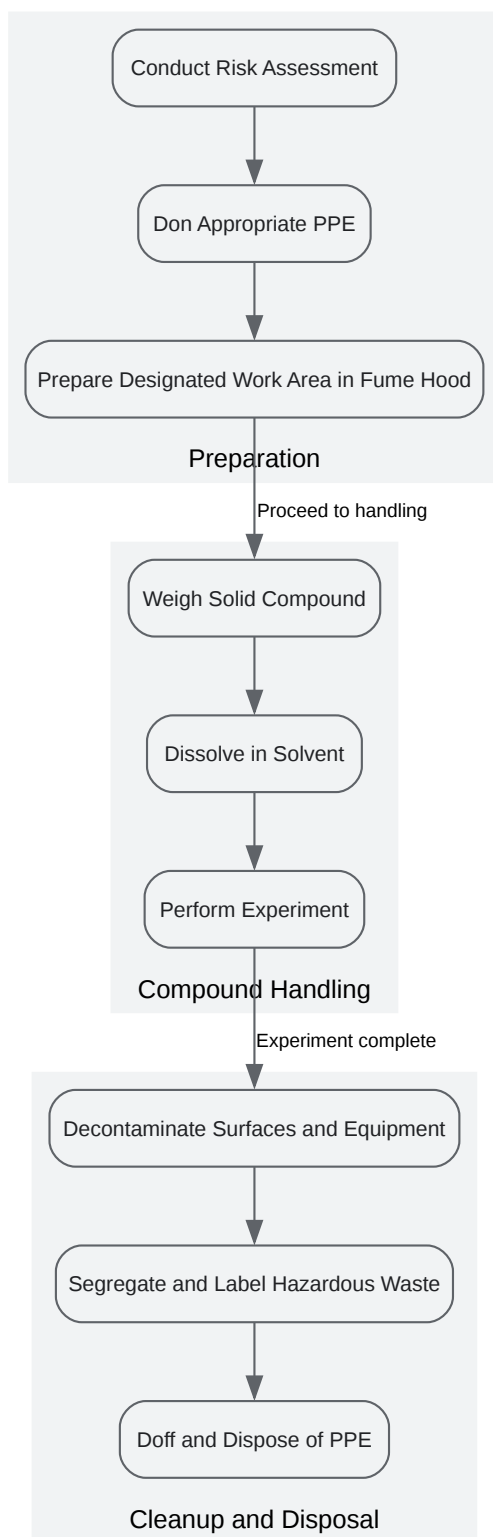 Conduct Risk Assessment
Don Appropriate PPE
Prepare Designated Work Area in Fume Hood
Preparation
Proceed to handling
Weigh Solid Compound
Dissolve in Solvent
Perform Experiment
Compound Handling
Experiment complete
Decontaminate Surfaces and Equipment
Segregate and Label Hazardous Waste
Doff and Dispose of PPE
Cleanup and Disposal